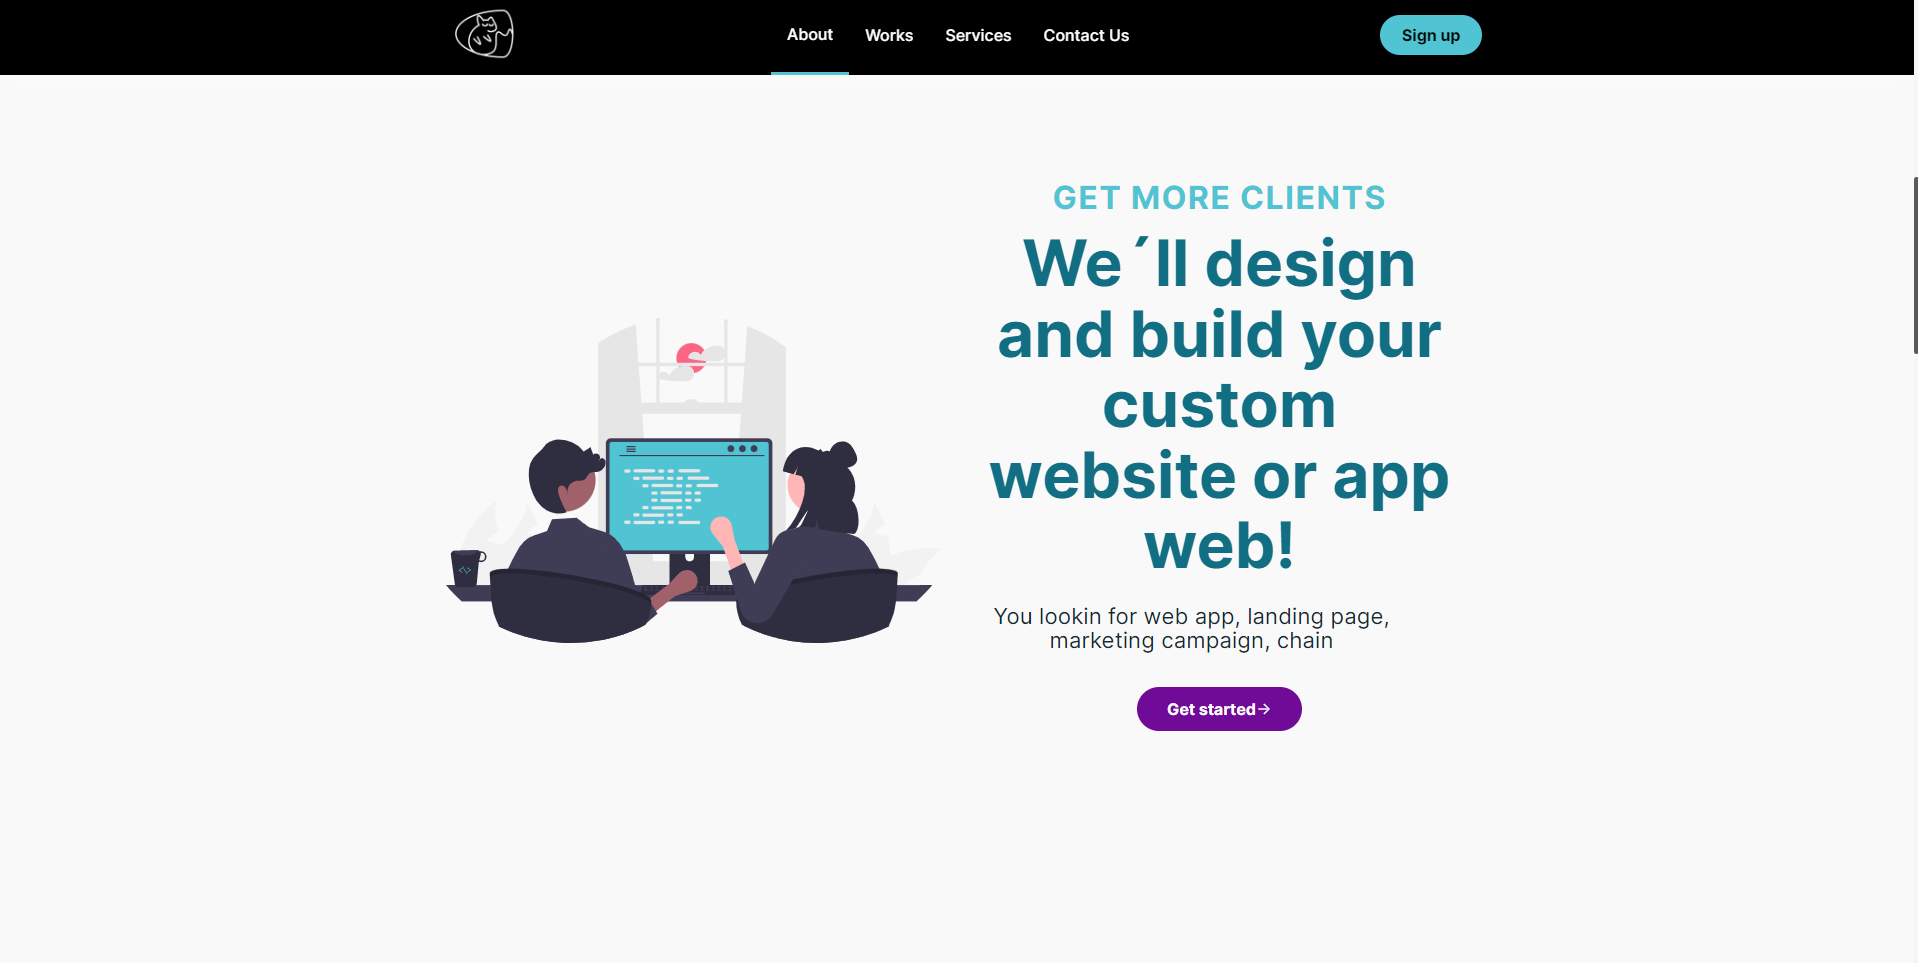 About Works Services Contact Us Sign up
GET MORE CLIENTS
We´ll design
and build your
custom
website or app
web!
You lookin for web app, landing page,
marketing campaign, chain
Get started→